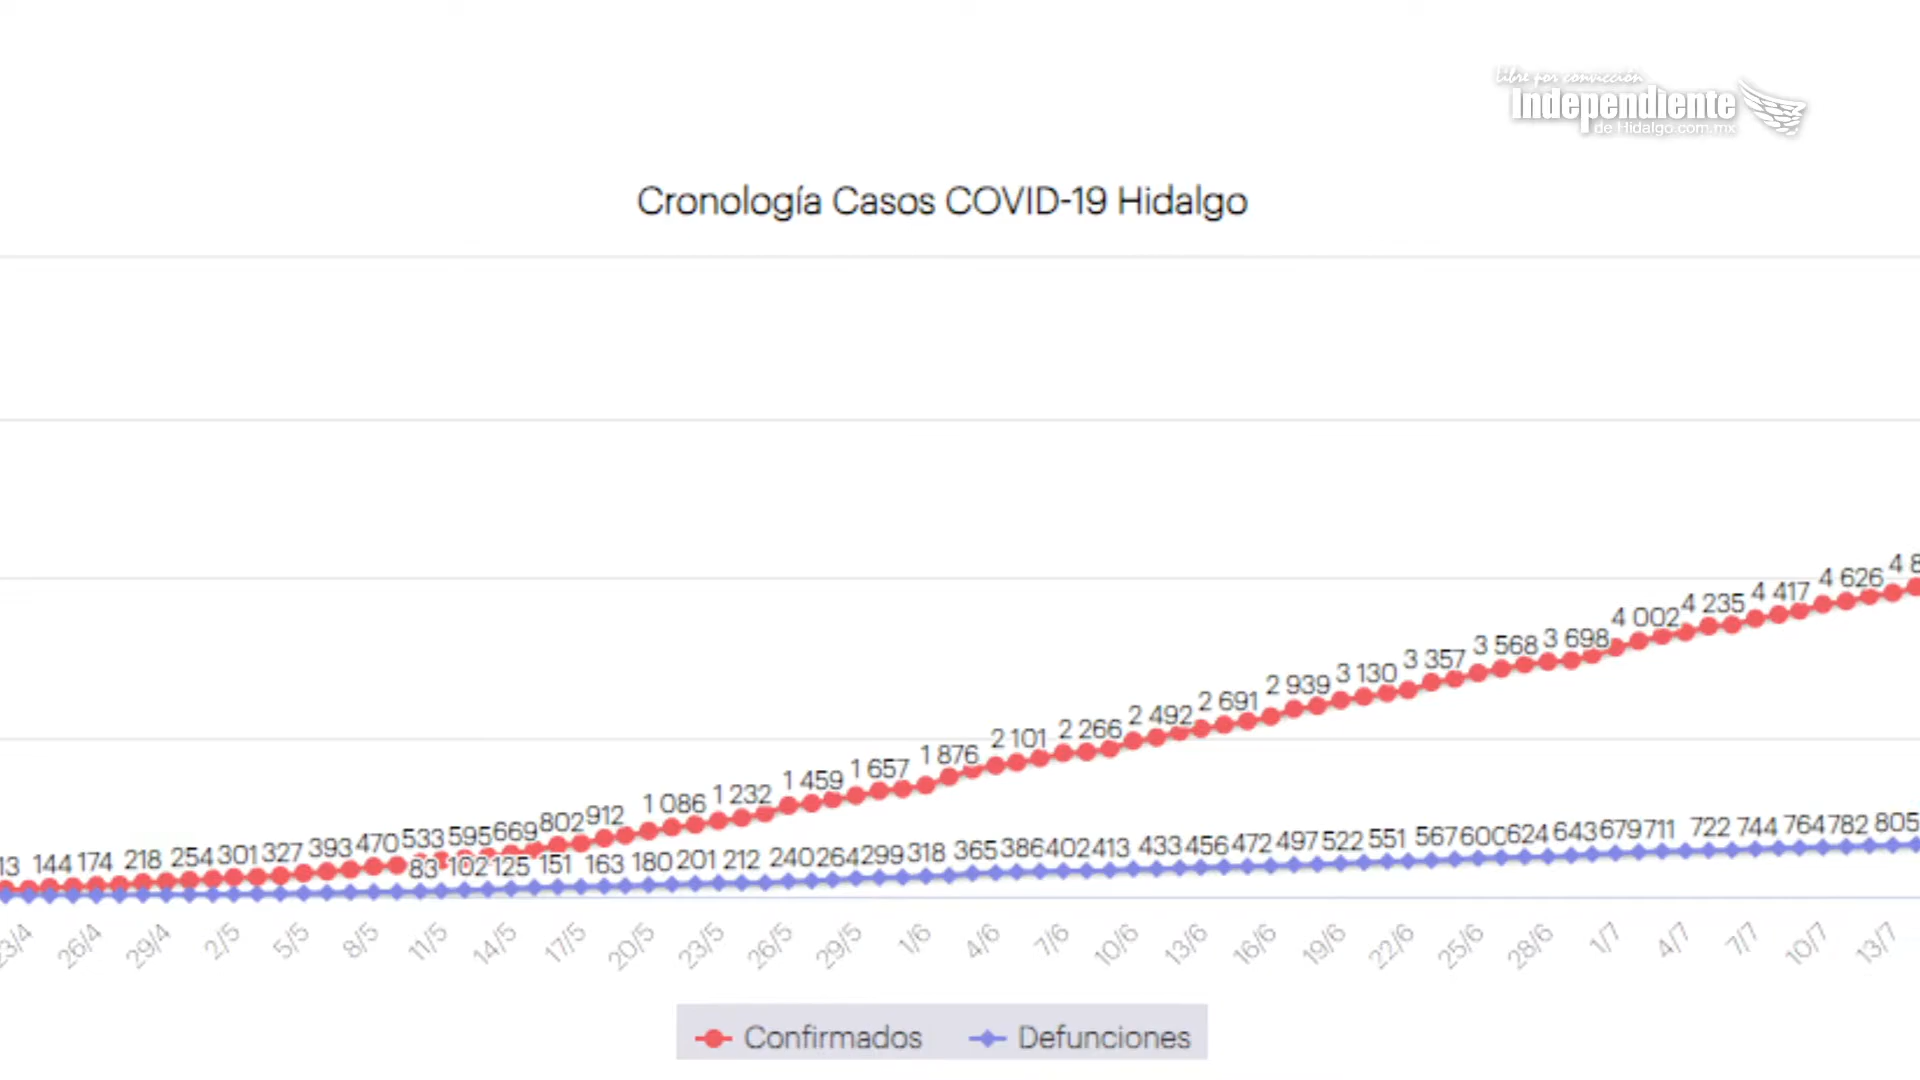 Libre por convicción
Independiente
de Hidalgo.com.mx
Cronología Casos COVID-19 Hidalgo
13 144 174 218 254 301 327 393 470 533 595 669 802 912 1 086 1 232 1 459 1 657 1 876 2 101 2 266 2 492 2 691 2 939 3 130 3 357 3 568 3 698 4 002 4 235 4 417 4 626 4 8
83 102 125 151 163 180 201 212 240 264 299 318 365 386 402 413 433 456 472 497 522 551 567 600 624 643 679 711 722 744 764 782 805
23/4 26/4 29/4 2/5 5/5 8/5 11/5 14/5 17/5 20/5 23/5 26/5 29/5 1/6 4/6 7/6 10/6 13/6 16/6 19/6 22/6 25/6 28/6 1/7 4/7 7/7 10/7 13/7
Confirmados Defunciones